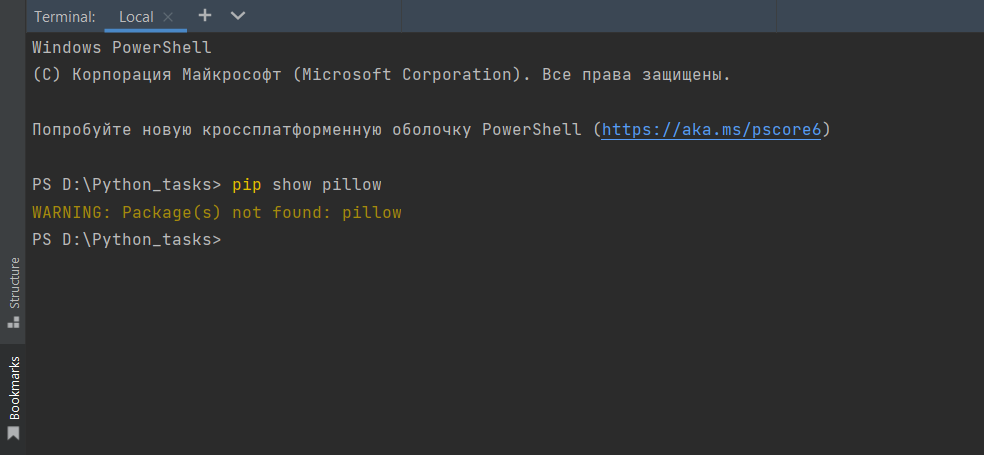 Terminal: Local
Windows PowerShell
(C) Корпорация Майкрософт (Microsoft Corporation). Все права защищены.
Попробуйте новую кроссплатформенную оболочку PowerShell (https://aka.ms/pscore6)
PS D:\Python_tasks> pip show pillow
WARNING: Package(s) not found: pillow
PS D:\Python_tasks>
Structure
Bookmarks